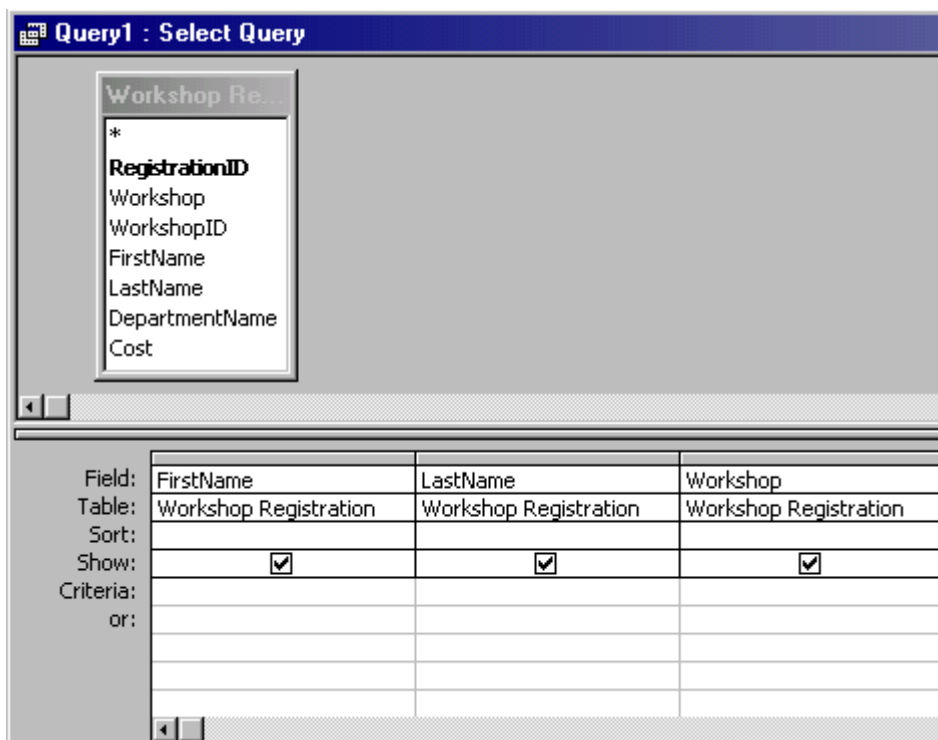 Query1 : Select Query
Workshop Re...
*
RegistrationID
Workshop
WorkshopID
FirstName
LastName
DepartmentName
Cost
Field: FirstName LastName Workshop
Table: Workshop Registration Workshop Registration Workshop Registration
Sort:
Show:
Criteria:
or: